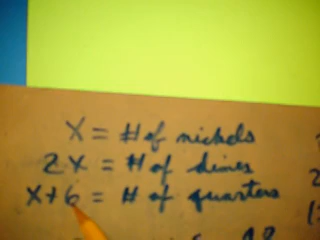 X = # of nickels
2X = # of dimes
X+6 = # of quarters